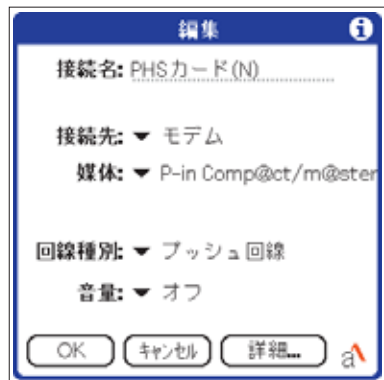 編集
接続名: PHSカード(N)
接続先: モデム
媒体: P-in Comp@ct/m@ster
回線種別: プッシュ回線
音量: オフ
OK キャンセル 詳細...